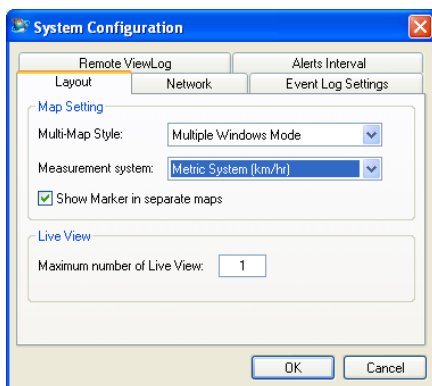 System Configuration
Remote ViewLog Alerts Interval
Layout Network Event Log Settings
Map Setting
Multi-Map Style: Multiple Windows Mode
Measurement system: Metric System (km/hr)
Show Marker in separate maps
Live View
Maximum number of Live View: 1
OK Cancel